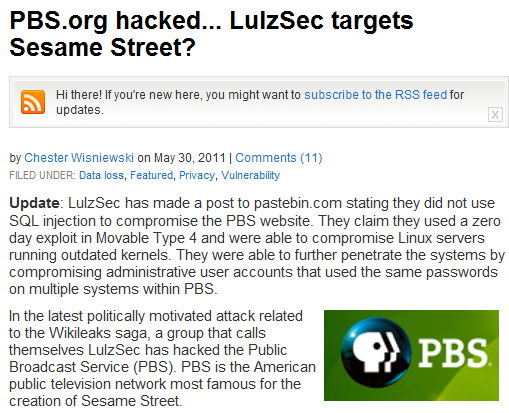 PBS.org hacked... LulzSec targets
Sesame Street?
Hi there! If you're new here, you might want to subscribe to the RSS feed for
updates.
x
by Chester Wisniewski on May 30, 2011 | Comments (11)
FILED UNDER: Data loss, Featured, Privacy, Vulnerability
Update: LulzSec has made a post to pastebin.com stating they did not use
SQL injection to compromise the PBS website. They claim they used a zero
day exploit in Movable Type 4 and were able to compromise Linux servers
running outdated kernels. They were able to further penetrate the systems by
compromising administrative user accounts that used the same passwords
on multiple systems within PBS.
In the latest politically motivated attack related
to the Wikileaks saga, a group that calls
themselves LulzSec has hacked the Public
Broadcast Service (PBS). PBS is the American
public television network most famous for the
creation of Sesame Street.
PBS.